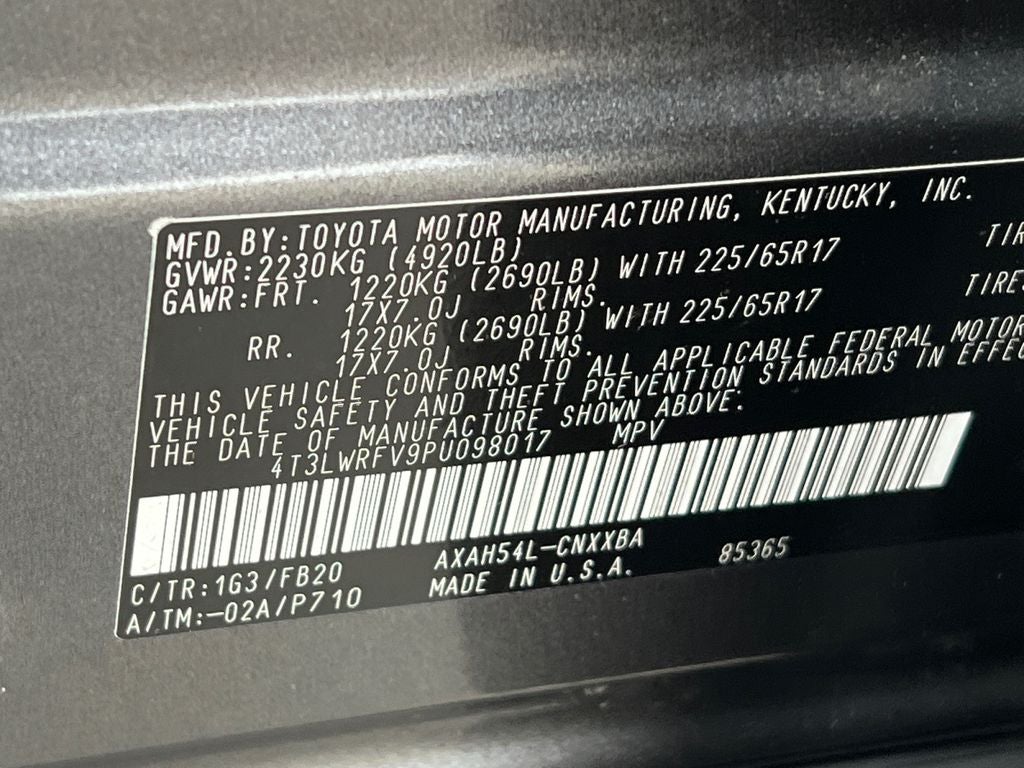 MFD.BY:TOYOTA MOTOR MANUFACTURING, KENTUCKY, INC.
GVWR:2230KG (4920LB)
GAWR:FRT. 1220KG (2690LB) WITH 225/65R17 TIR
17X7.0J RIMS.
RR. 1220KG (2690LB) WITH 225/65R17 TIRE
17X7.0J RIMS.
THIS VEHICLE CONFORMS TO ALL APPLICABLE FEDERAL MOTOR
VEHICLE SAFETY AND THEFT PREVENTION STANDARDS IN EFFE
THE DATE OF MANUFACTURE SHOWN ABOVE.
4T3LWRFV9PU098017 MPV
C/TR:1G3/FB20 AXAH54L-CNXXBA 85365
A/TM:-02A/P710 MADE IN U.S.A.